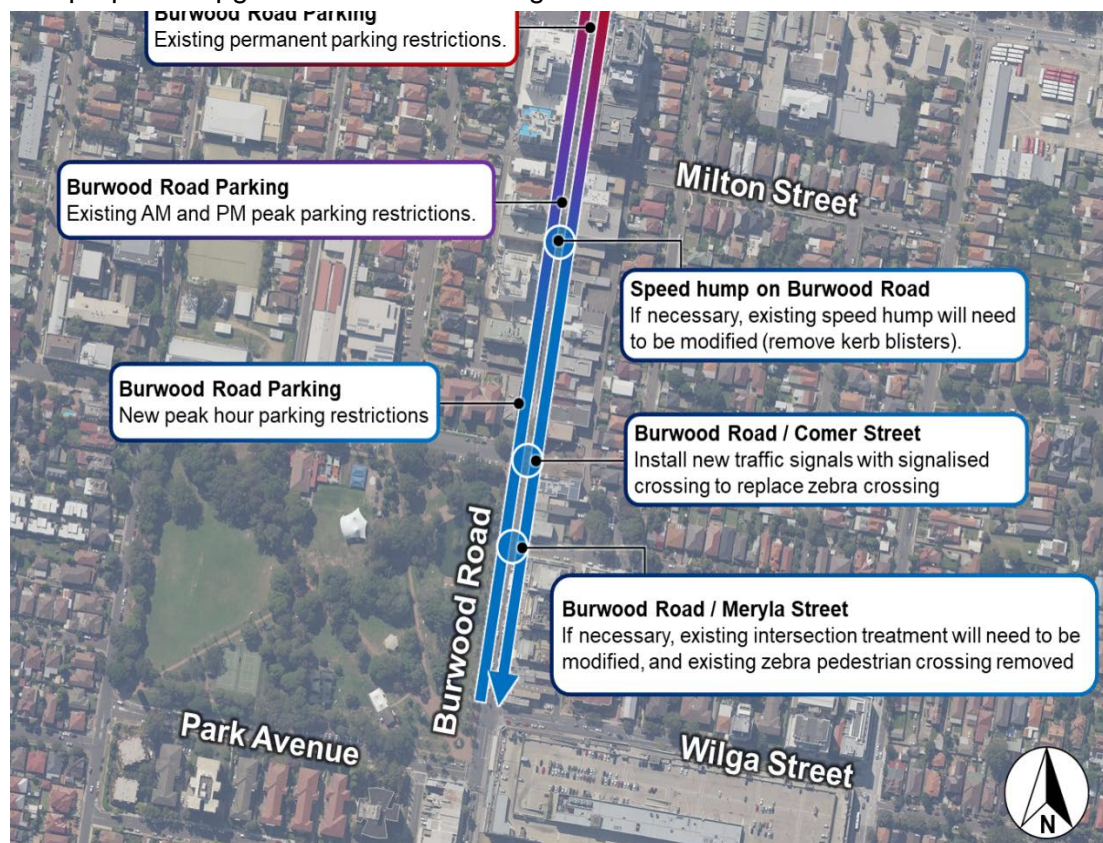 Burwood Road Parking
Existing permanent parking restrictions.
Burwood Road Parking
Existing AM and PM peak parking restrictions.
Milton Street
Speed hump on Burwood Road
If necessary, existing speed hump will need
to be modified (remove kerb blisters).
Burwood Road Parking
New peak hour parking restrictions
Burwood Road / Comer Street
Install new traffic signals with signalised
crossing to replace zebra crossing
Burwood Road
Burwood Road / Meryla Street
If necessary, existing intersection treatment will need to be
modified, and existing zebra pedestrian crossing removed
Park Avenue
Wilga Street
N